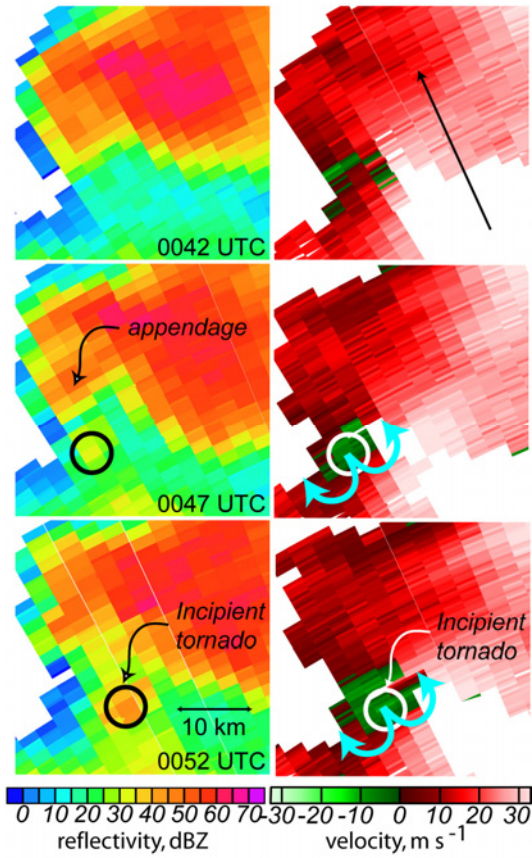 0042 UTC
appendage
0047 UTC
Incipient
tornado
10 km
0052 UTC
Incipient
tornado
0 10 20 30 40 50 60 70
-30 -20 -10 0 10 20 30
reflectivity, dBZ
velocity, m s⁻¹